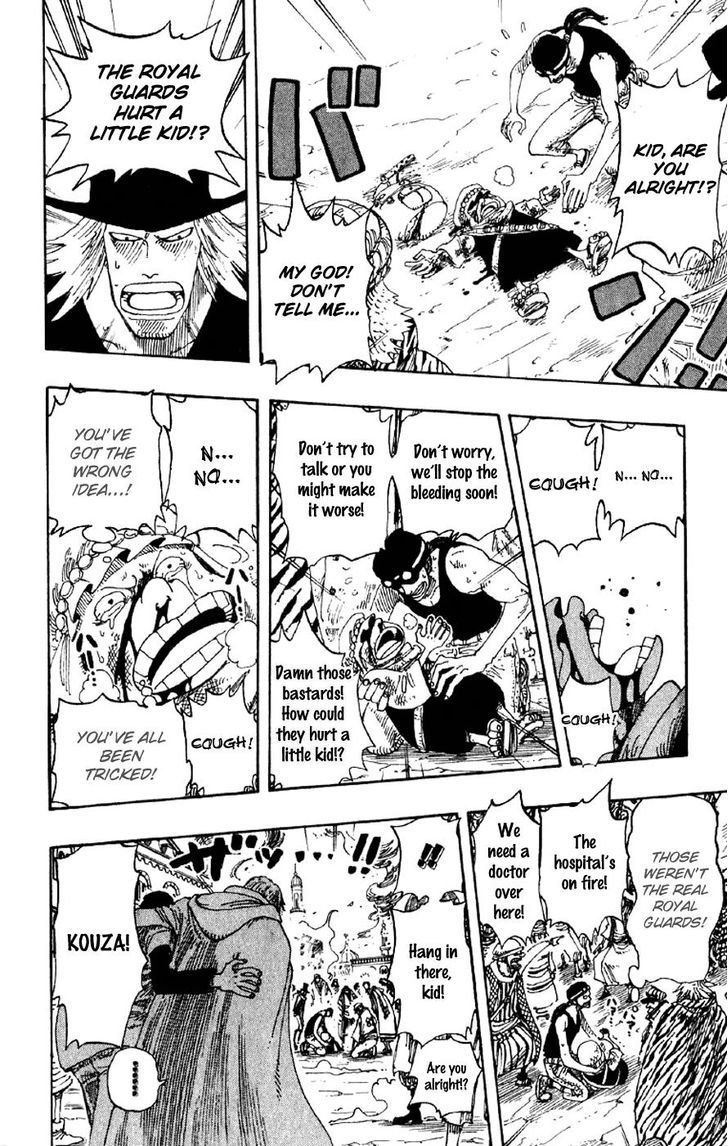 KID, ARE
YOU
ALRIGHT!?
MY GOD!
DON'T
TELL ME...
THE ROYAL
GUARDS
HURT A
LITTLE KID!?
N... NO...
COUGH!
COUGH!
Don't worry,
we'll stop the
bleeding soon!
Don't try to
talk or you
might make
it worse!
Damn those
bastards!
How could
they hurt a
little kid!?
N...
NO...
YOU'VE
GOT THE
WRONG
IDEA...!
COUGH!
YOU'VE ALL
BEEN
TRICKED!
THOSE
WEREN'T
THE REAL
ROYAL
GUARDS!
The
hospital's
on fire!
We
need a
doctor
over
here!
? ? ?
!!
Hang in
there,
kid!
Are you
alright!?
ザワ...!!
KOUZA!
......